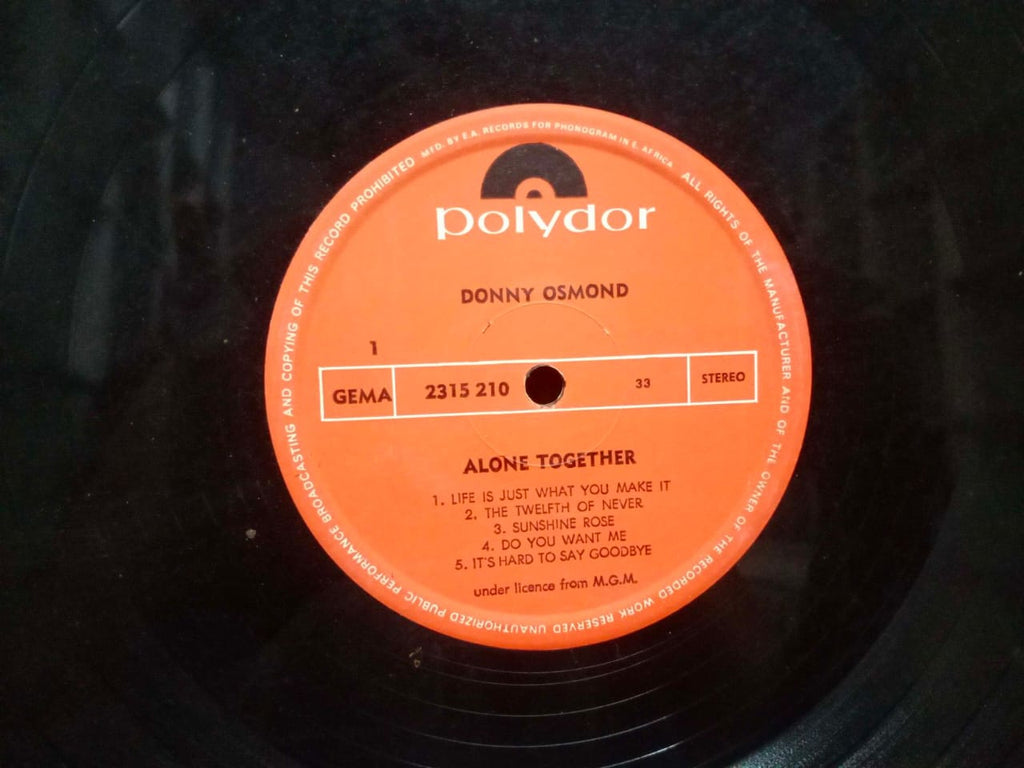 MFD. BY E.A. RECORDS FOR PHONOGRAM IN E. AFRICA
ALL RIGHTS OF THE MANUFACTURER AND OF THE OWNER OF THE RECORDED WORK RESERVED UNAUTHORIZED PUBLIC PERFORMANCE BROADCASTING AND COPYING OF THIS RECORD PROHIBITED
polydor
DONNY OSMOND
1
GEMA 2315 210 33 STEREO
ALONE TOGETHER
1. LIFE IS JUST WHAT YOU MAKE IT
2. THE TWELFTH OF NEVER
3. SUNSHINE ROSE
4. DO YOU WANT ME
5. IT'S HARD TO SAY GOODBYE
under licence from M.G.M.